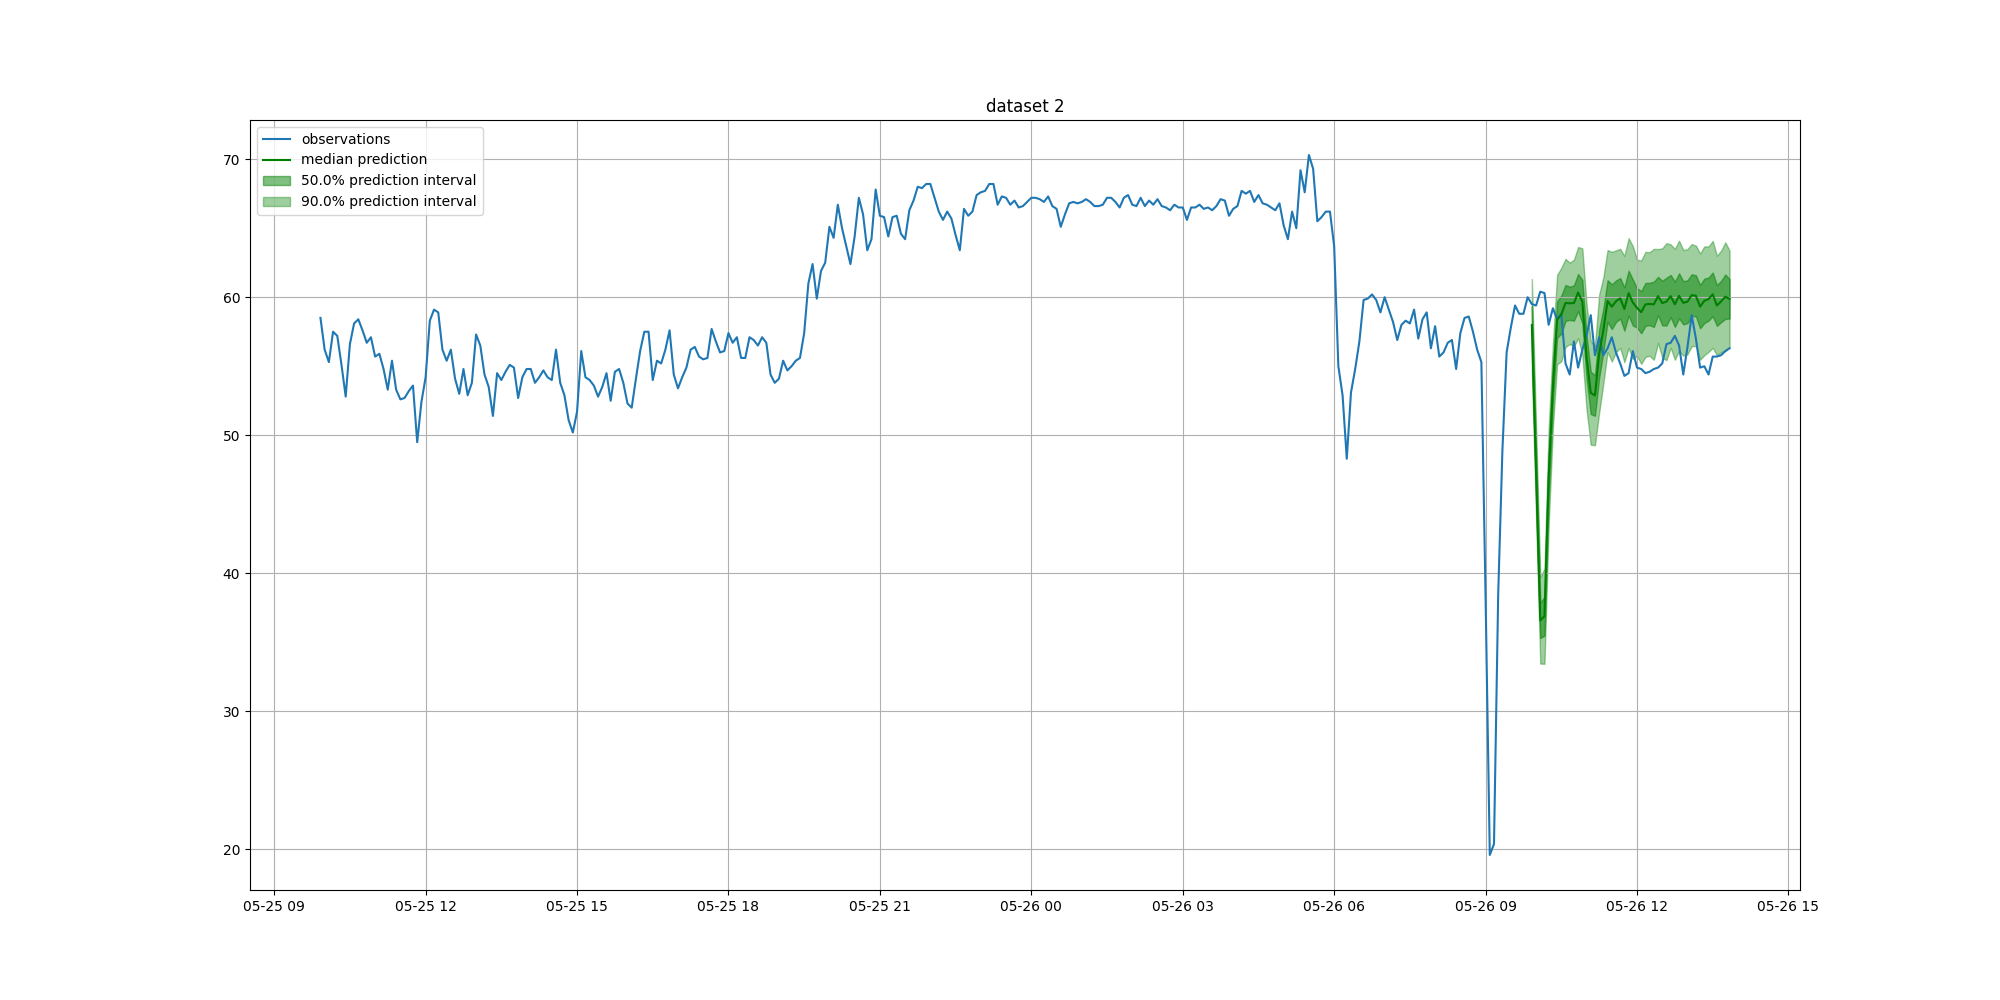 dataset 2
observations
median prediction
50.0% prediction interval
90.0% prediction interval
70
60
50
40
30
20
05-25 09 05-25 12 05-25 15 05-25 18 05-25 21 05-26 00 05-26 03 05-26 06 05-26 09 05-26 12 05-26 15